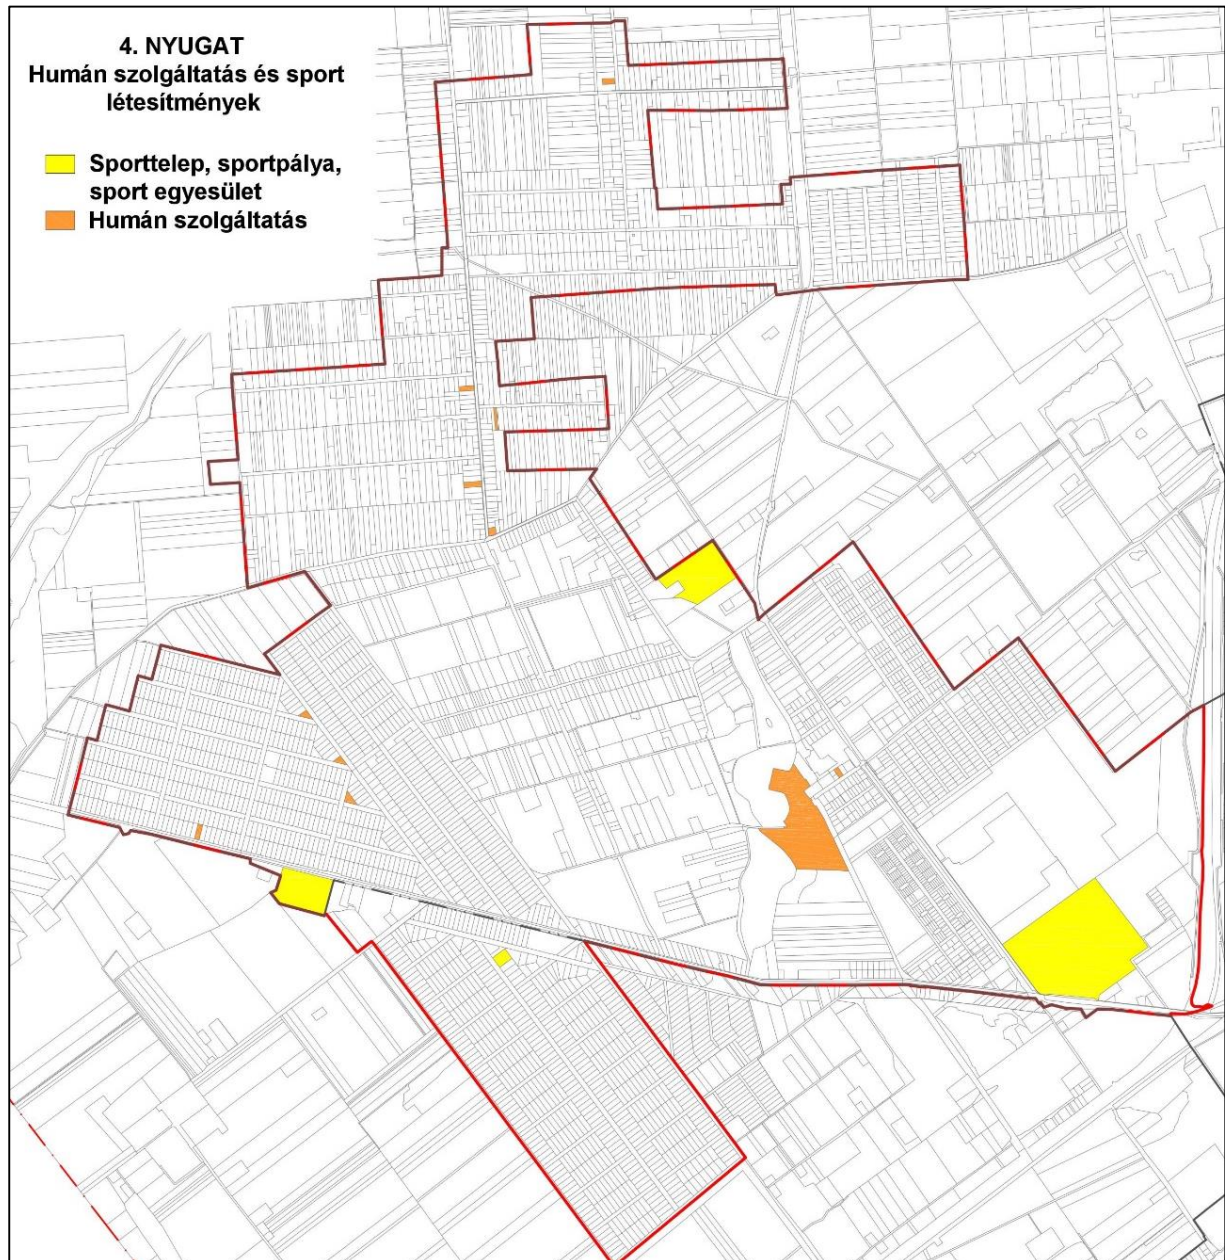 4. NYUGAT
Humán szolgáltatás és sport
létesítmények
Sporttelep, sportpálya,
sport egyesület
Humán szolgáltatás